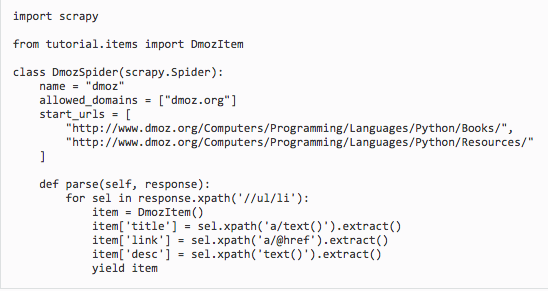 import scrapy

from tutorial.items import DmozItem

class DmozSpider(scrapy.Spider):
    name = "dmoz"
    allowed_domains = ["dmoz.org"]
    start_urls = [
        "http://www.dmoz.org/Computers/Programming/Languages/Python/Books/",
        "http://www.dmoz.org/Computers/Programming/Languages/Python/Resources/"
    ]

    def parse(self, response):
        for sel in response.xpath('//ul/li'):
            item = DmozItem()
            item['title'] = sel.xpath('a/text()').extract()
            item['link'] = sel.xpath('a/@href').extract()
            item['desc'] = sel.xpath('text()').extract()
            yield item